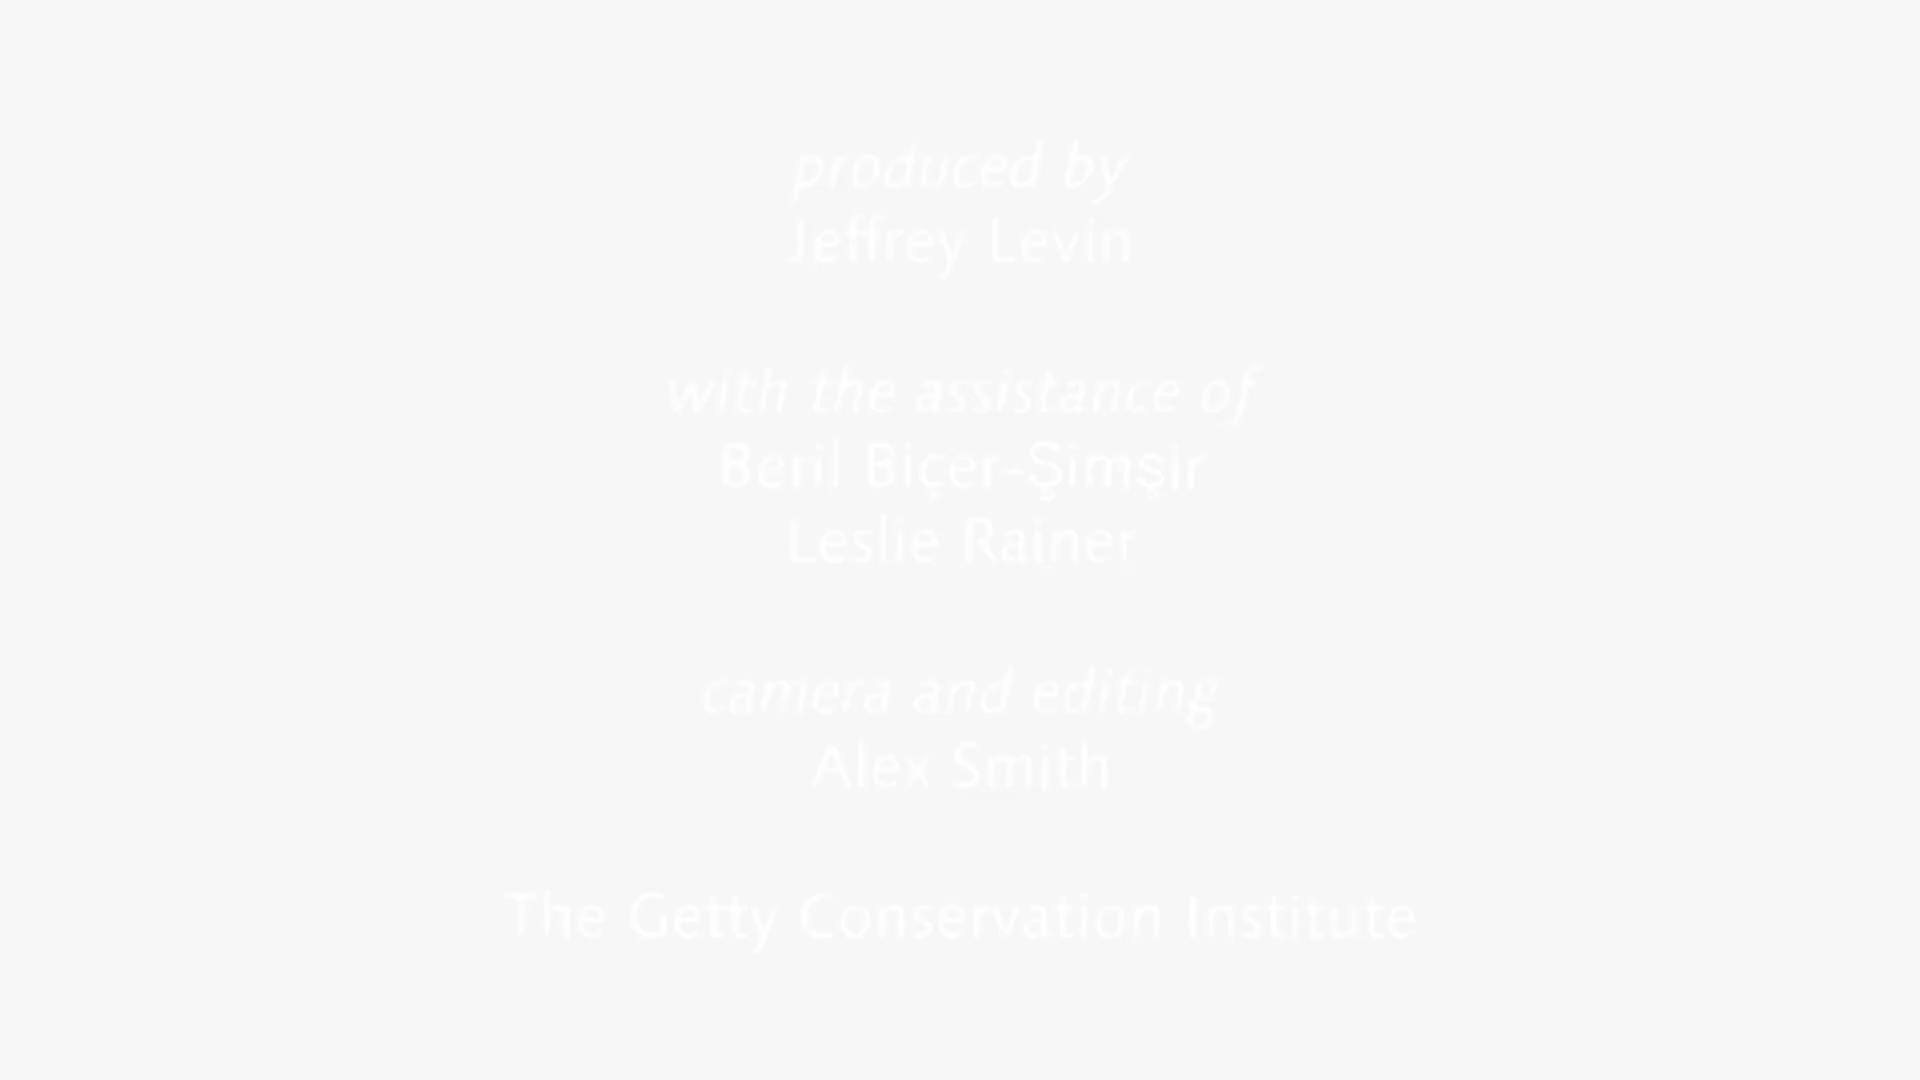 produced by
Jeffrey Levin
with the assistance of
Beril Biçer-Şimşir
Leslie Rainer
camera and editing
Alex Smith
The Getty Conservation Institute